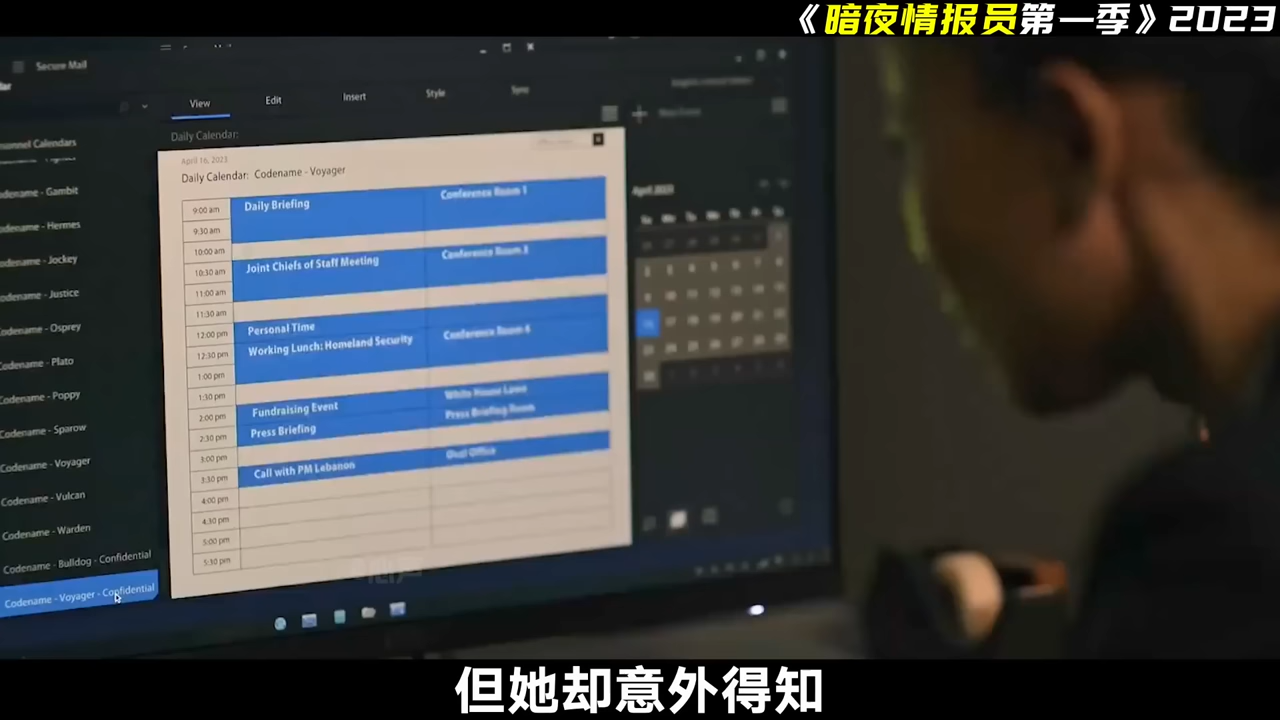 《暗夜情报员第一季》2023
Secure Mail
View Edit Insert Style Sync
Daily Calendar:
April 16, 2023
Daily Calendar: Codename - Voyager
9:00 am Daily Briefing Conference Room 1
9:30 am
10:00 am
10:30 am Joint Chiefs of Staff Meeting Conference Room 3
11:00 am
11:30 am
12:00 pm Personal Time
12:30 pm Working Lunch: Homeland Security Conference Room 6
1:00 pm
1:30 pm
2:00 pm Fundraising Event White House Lawn
2:30 pm Press Briefing Press Briefing Room
3:00 pm
3:30 pm Call with PM Lebanon Oval Office
4:00 pm
4:30 pm
5:00 pm
5:30 pm
sonnel Calendars
odename - Gambit
odename - Hermes
odename - Jockey
odename - Justice
odename - Osprey
Codename - Plato
Codename - Poppy
Codename - Sparow
Codename - Voyager
Codename - Vulcan
Codename - Warden
Codename - Bulldog - Confidential
Codename - Voyager - Confidential
April 2023
但她却意外得知